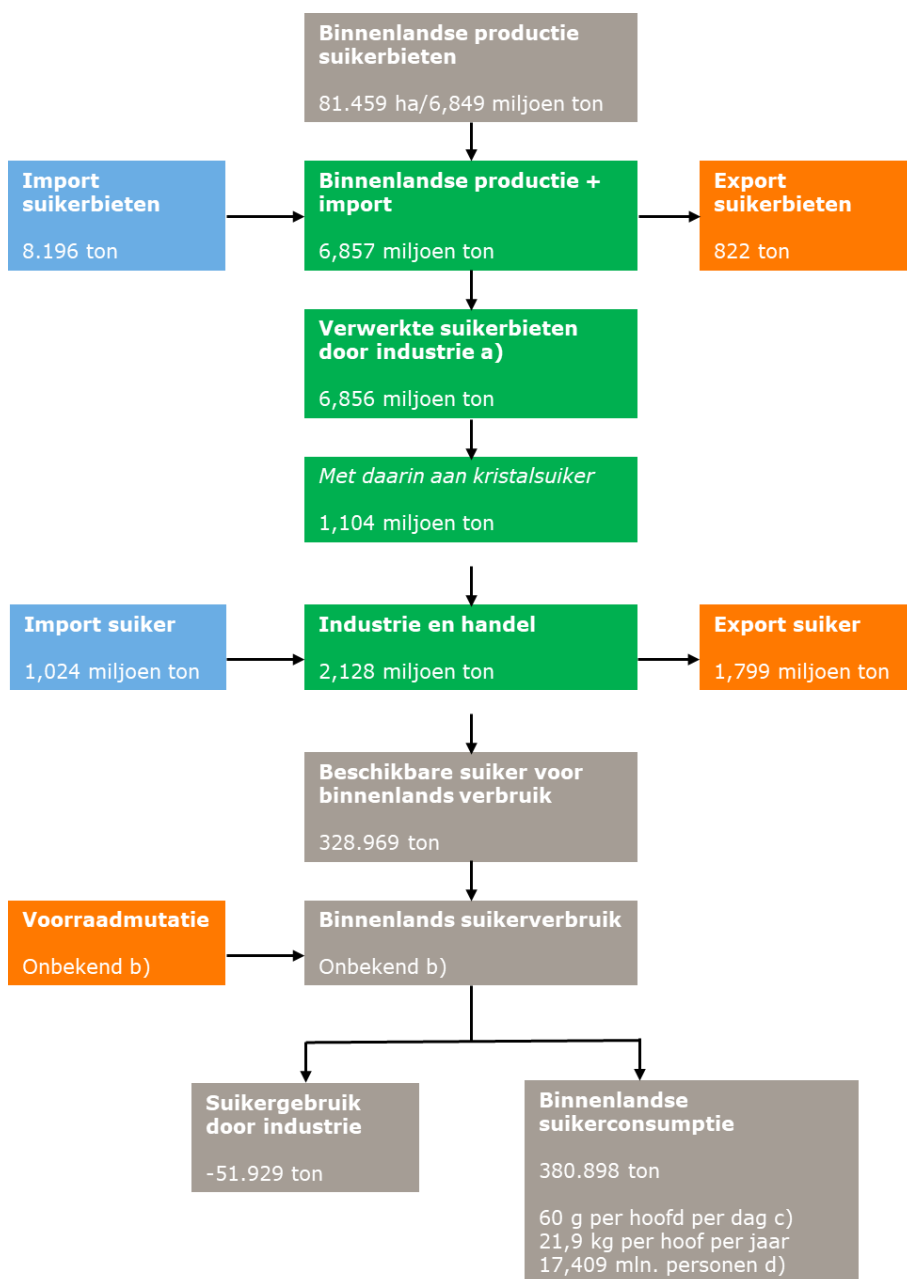 Binnenlandse productie
suikerbieten
81.459 ha/6,849 miljoen ton
Import
suikerbieten
8.196 ton
Binnenlandse productie +
import
6,857 miljoen ton
Export
suikerbieten
822 ton
Verwerkte suikerbieten
door industrie a)
6,856 miljoen ton
Met daarin aan kristalsuiker
1,104 miljoen ton
Import suiker
1,024 miljoen ton
Industrie en handel
2,128 miljoen ton
Export suiker
1,799 miljoen ton
Beschikbare suiker voor
binnenlands verbruik
328.969 ton
Voorraadmutatie
Onbekend b)
Binnenlands suikerverbruik
Onbekend b)
Suikergebruik
door industrie
-51.929 ton
Binnenlandse
suikerconsumptie
380.898 ton
60 g per hoofd per dag c)
21,9 kg per hoof per jaar
17,409 mln. personen d)